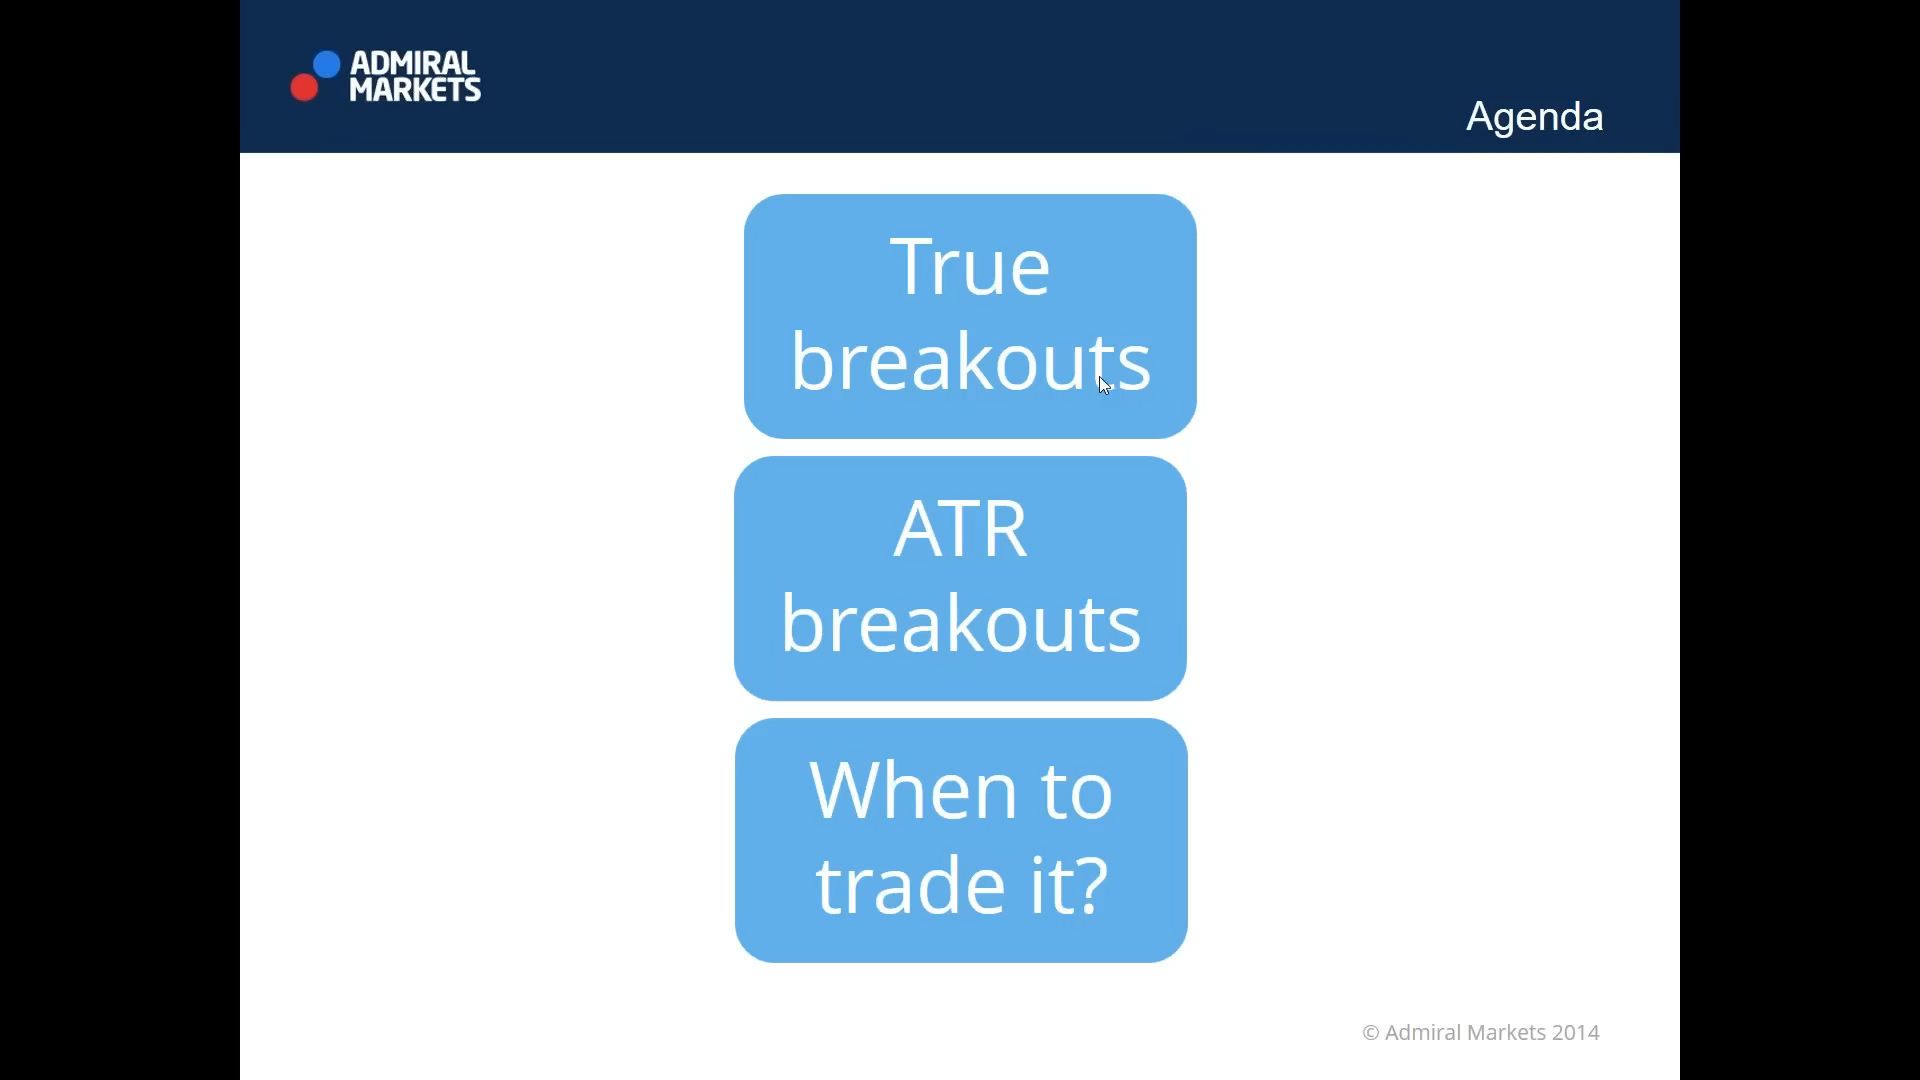 ADMIRAL
MARKETS
Agenda
True
breakouts
ATR
breakouts
When to
trade it?
© Admiral Markets 2014